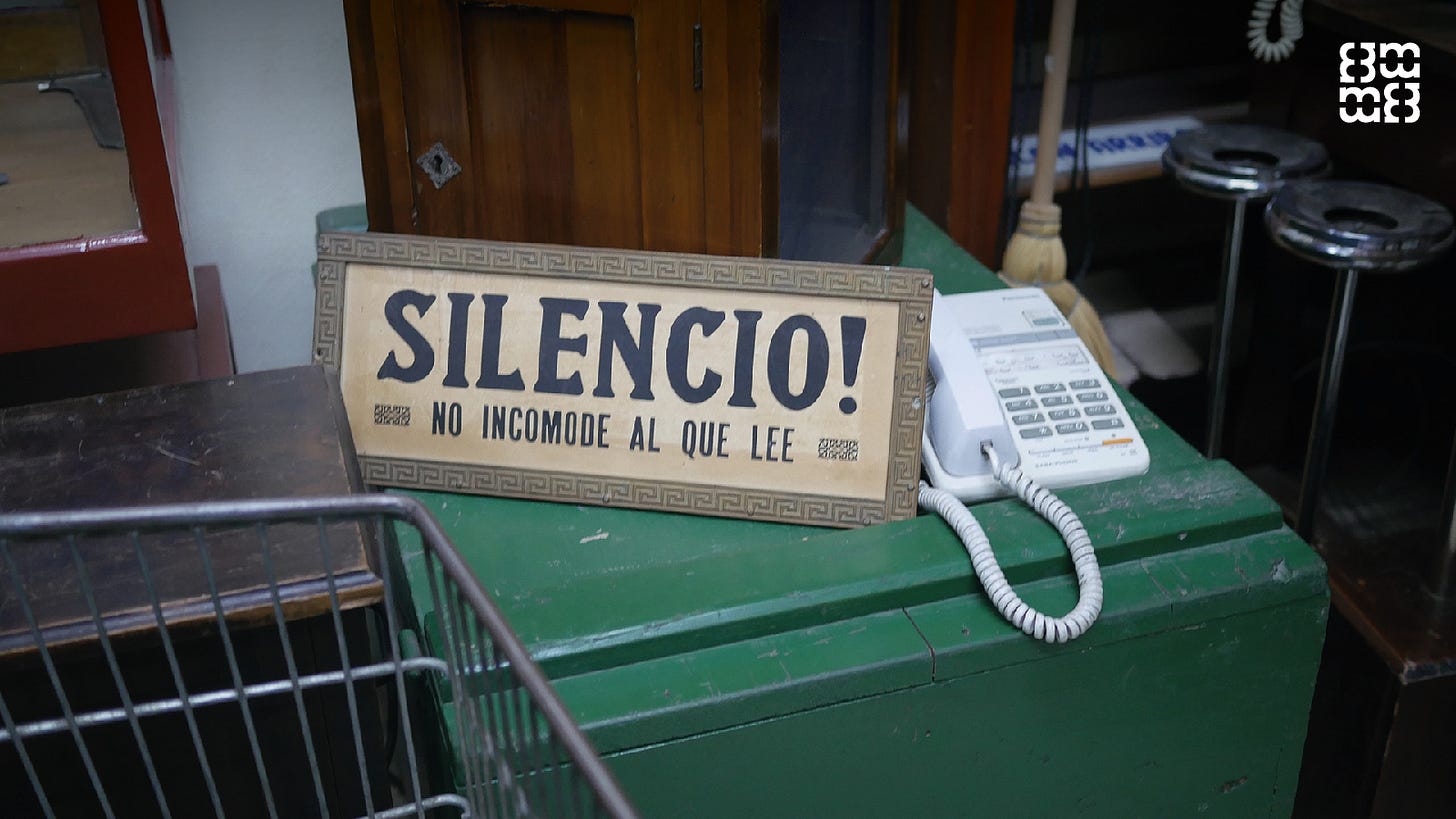 SILENCIO!
NO INCOMODE AL QUE LEE
Panasonic